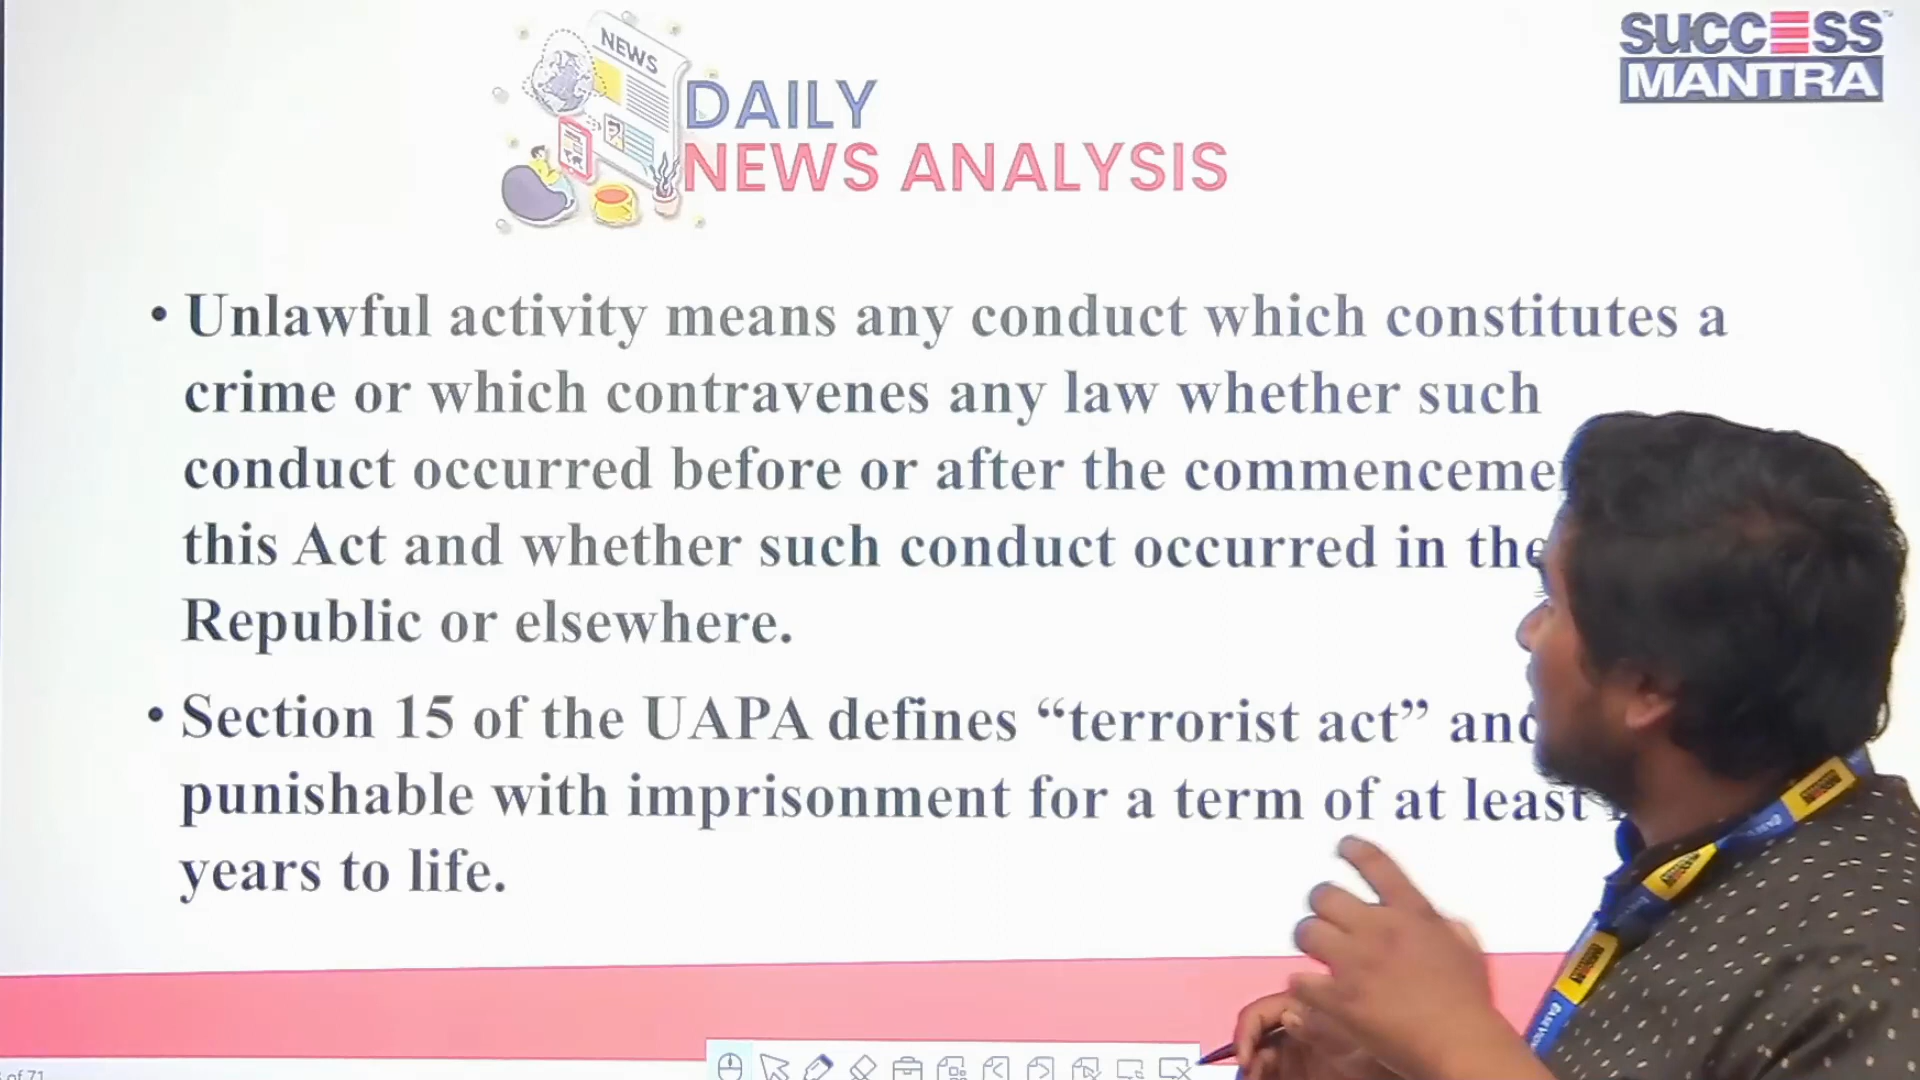 NEWS
DAILY
NEWS ANALYSIS
SUCCESS
MANTRA
• Unlawful activity means any conduct which constitutes a
crime or which contravenes any law whether such
conduct occurred before or after the commenceme
this Act and whether such conduct occurred in the
Republic or elsewhere.
• Section 15 of the UAPA defines “terrorist act” and
punishable with imprisonment for a term of at least
years to life.
of 71